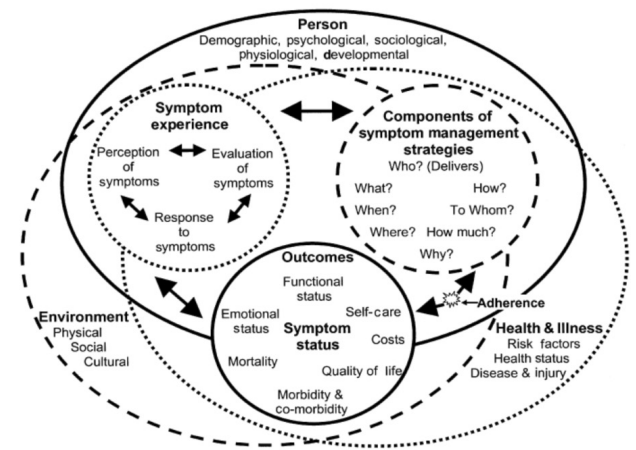 Person
Demographic, psychological, sociological,
physiological, developmental
Symptom
experience
Perception
of
symptoms
Evaluation
of
symptoms
Response
to
symptoms
Components of
symptom management
strategies
Who? (Delivers)
What?
How?
When?
To Whom?
Where?
How much?
Why?
Outcomes
Functional
status
Emotional
status
Self-care
Symptom
status
Costs
Mortality
Quality of life
Morbidity &
co-morbidity
Adherence
Environment
Physical
Social
Cultural
Health & Illness
Risk factors
Health status
Disease & injury